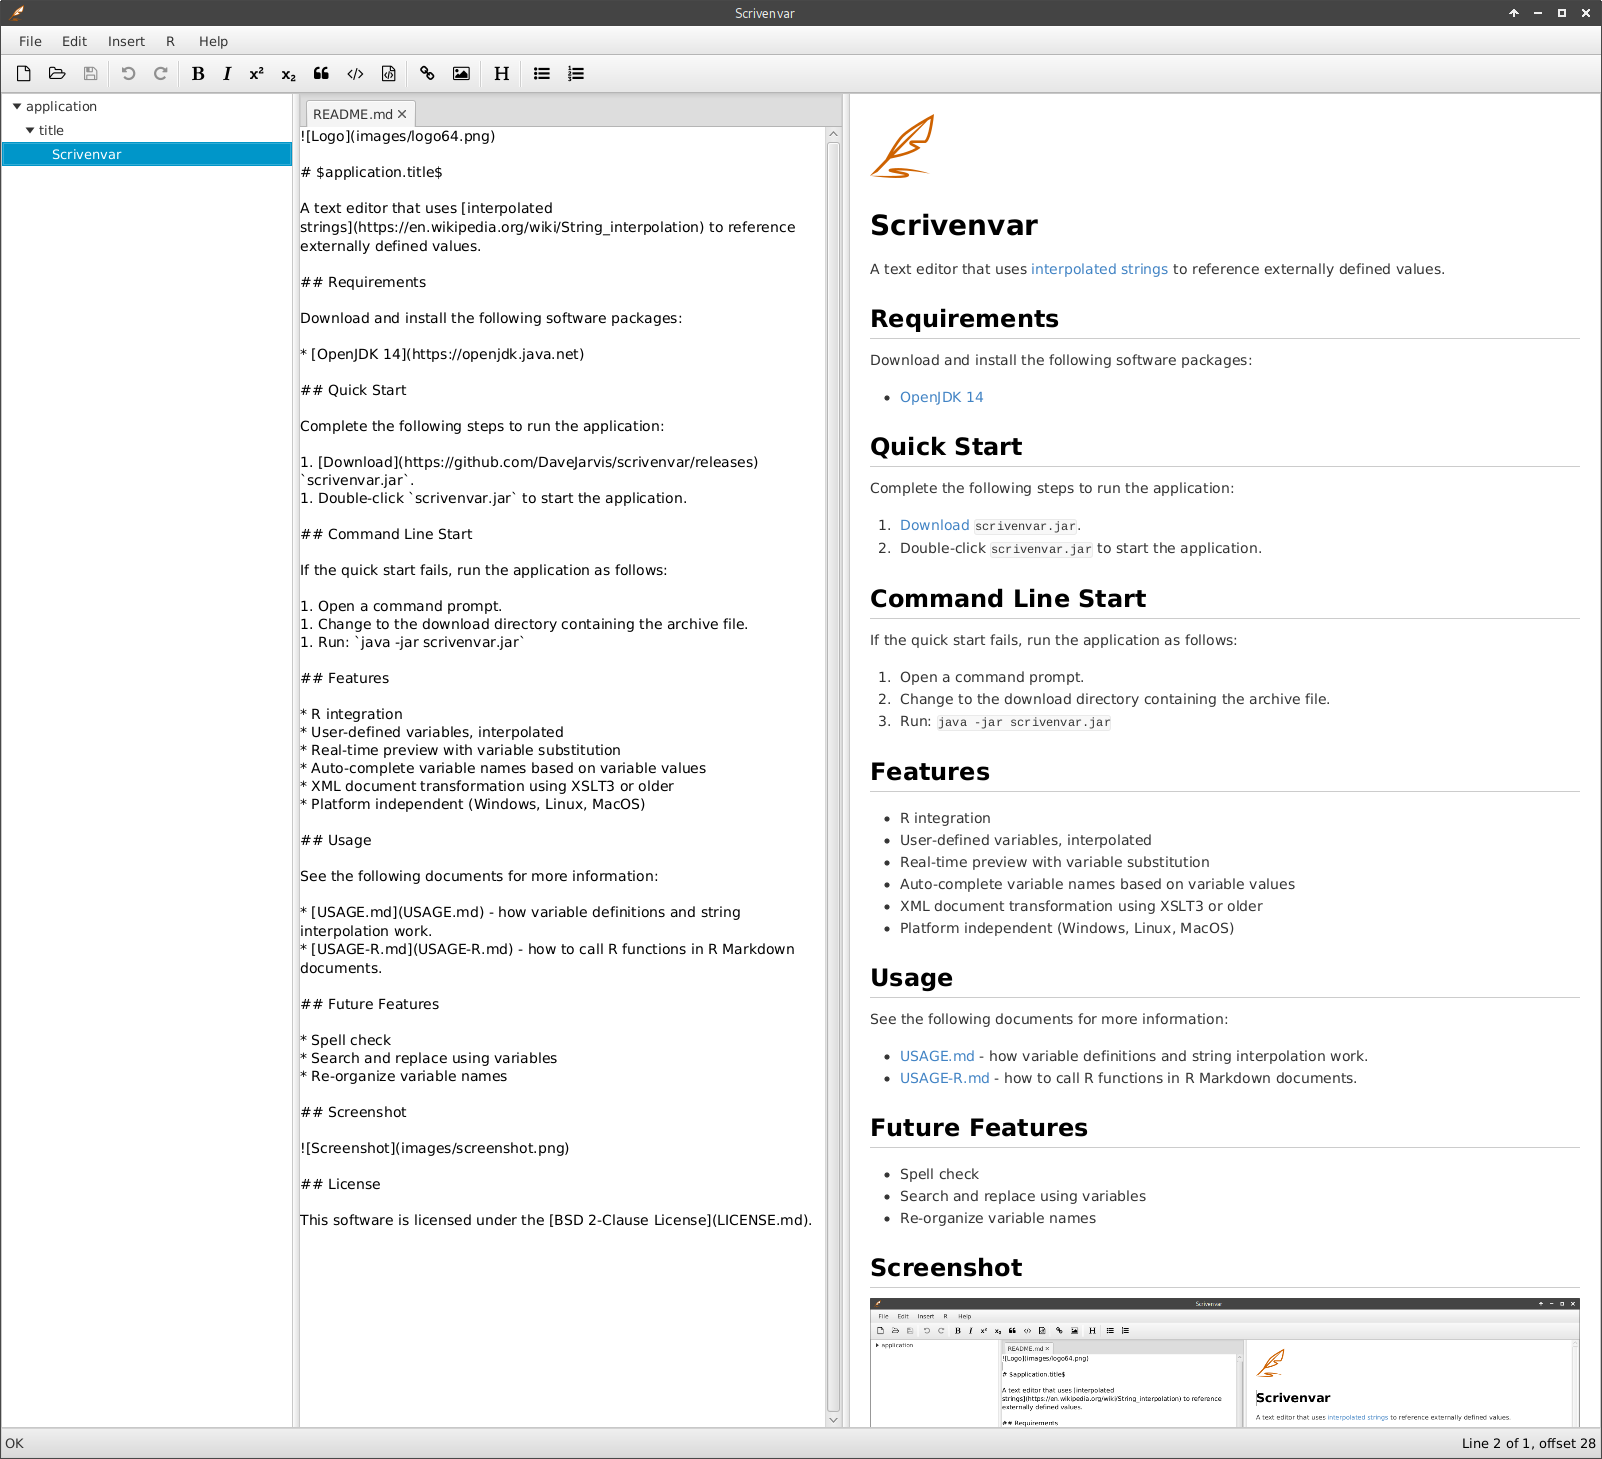 Scrivenvar
File Edit Insert R Help
B I x² x₂ H
application
title
Scrivenvar
README.md
![Logo](images/logo64.png)
# $application.title$
A text editor that uses [interpolated
strings](https://en.wikipedia.org/wiki/String_interpolation) to reference
externally defined values.
## Requirements
Download and install the following software packages:
* [OpenJDK 14](https://openjdk.java.net)
## Quick Start
Complete the following steps to run the application:
1. [Download](https://github.com/DaveJarvis/scrivenvar/releases)
`scrivenvar.jar`.
1. Double-click `scrivenvar.jar` to start the application.
## Command Line Start
If the quick start fails, run the application as follows:
1. Open a command prompt.
1. Change to the download directory containing the archive file.
1. Run: `java -jar scrivenvar.jar`
## Features
* R integration
* User-defined variables, interpolated
* Real-time preview with variable substitution
* Auto-complete variable names based on variable values
* XML document transformation using XSLT3 or older
* Platform independent (Windows, Linux, MacOS)
## Usage
See the following documents for more information:
* [USAGE.md](USAGE.md) - how variable definitions and string
interpolation work.
* [USAGE-R.md](USAGE-R.md) - how to call R functions in R Markdown
documents.
## Future Features
* Spell check
* Search and replace using variables
* Re-organize variable names
## Screenshot
![Screenshot](images/screenshot.png)
## License
This software is licensed under the [BSD 2-Clause License](LICENSE.md).
Scrivenvar
A text editor that uses interpolated strings to reference externally defined values.
Requirements
Download and install the following software packages:
• OpenJDK 14
Quick Start
Complete the following steps to run the application:
1. Download scrivenvar.jar.
2. Double-click scrivenvar.jar to start the application.
Command Line Start
If the quick start fails, run the application as follows:
1. Open a command prompt.
2. Change to the download directory containing the archive file.
3. Run: java -jar scrivenvar.jar
Features
• R integration
• User-defined variables, interpolated
• Real-time preview with variable substitution
• Auto-complete variable names based on variable values
• XML document transformation using XSLT3 or older
• Platform independent (Windows, Linux, MacOS)
Usage
See the following documents for more information:
• USAGE.md - how variable definitions and string interpolation work.
• USAGE-R.md - how to call R functions in R Markdown documents.
Future Features
• Spell check
• Search and replace using variables
• Re-organize variable names
Screenshot
Scrivenvar
File Edit Insert R Help
B I x² x₂ H
application
README.md
![Logo](images/logo64.png)
# $application.title$
A text editor that uses [interpolated
strings](https://en.wikipedia.org/wiki/String_interpolation) to reference
externally defined values.
## Requirements
Scrivenvar
A text editor that uses interpolated strings to reference externally defined values.
OK
Line 2 of 1, offset 28